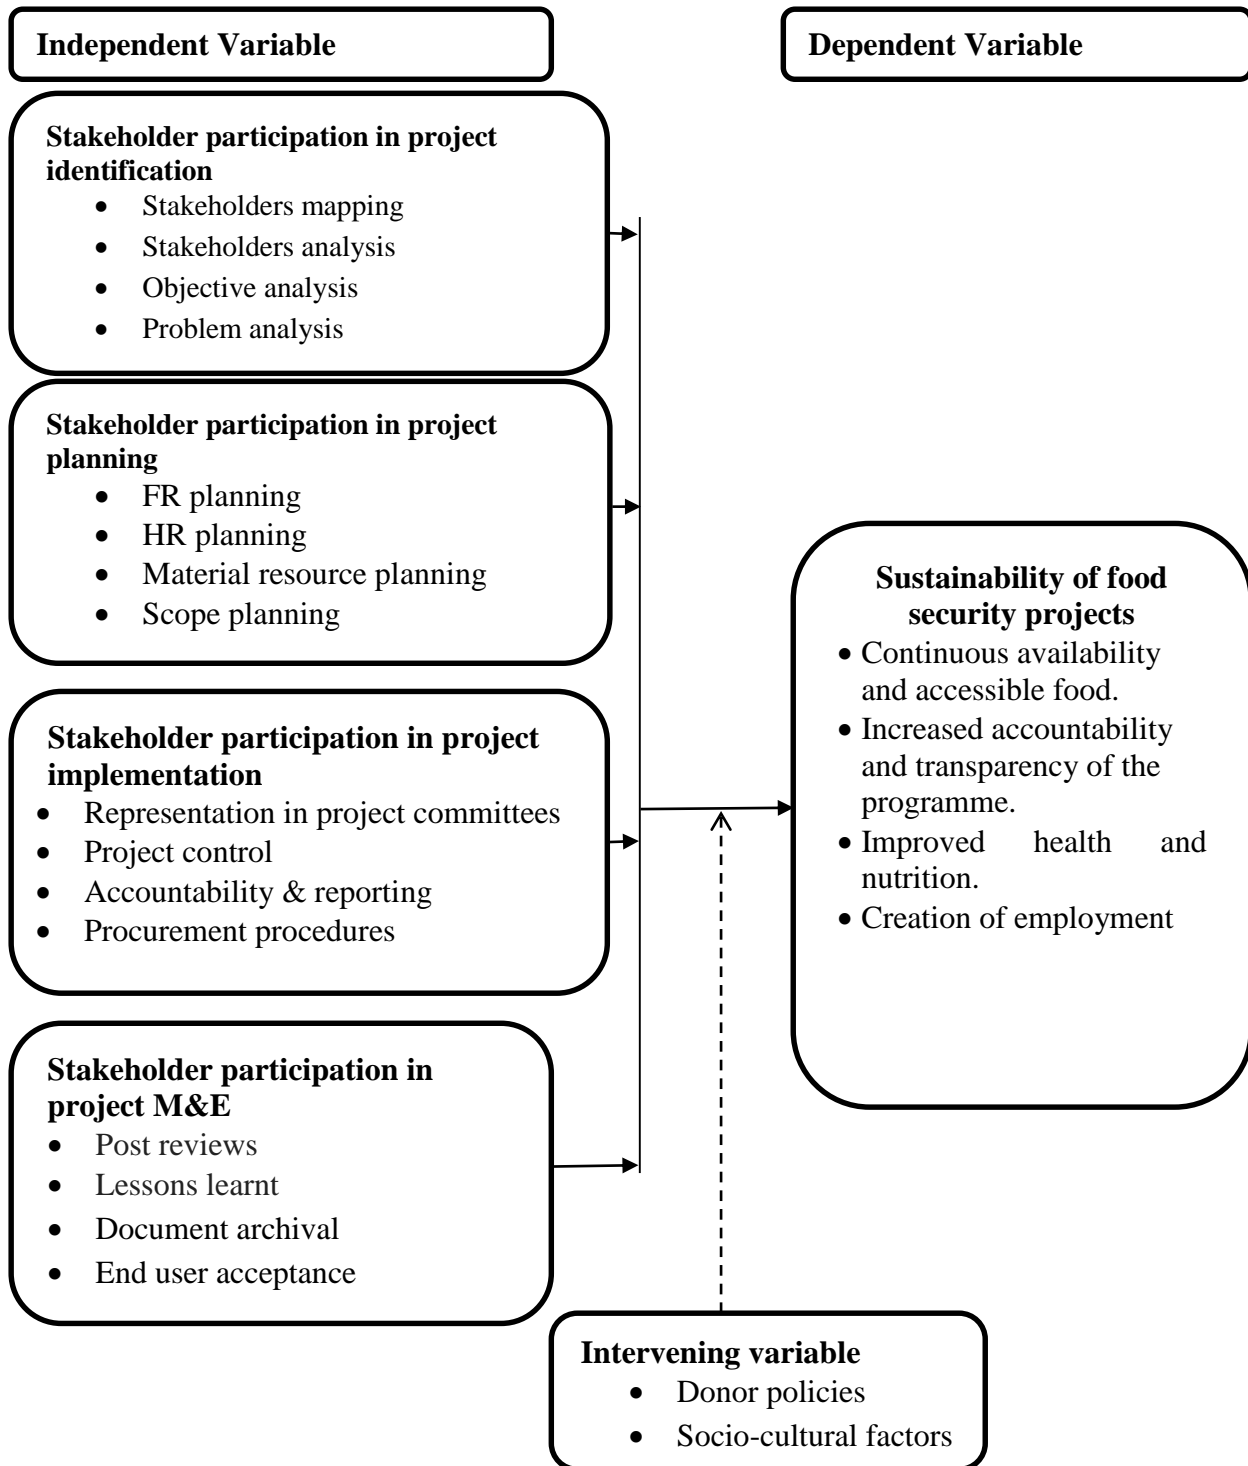 Independent Variable
Dependent Variable
Stakeholder participation in project
identification
• Stakeholders mapping
• Stakeholders analysis
• Objective analysis
• Problem analysis
Stakeholder participation in project
planning
• FR planning
• HR planning
• Material resource planning
• Scope planning
Stakeholder participation in project
implementation
• Representation in project committees
• Project control
• Accountability & reporting
• Procurement procedures
Stakeholder participation in
project M&E
• Post reviews
• Lessons learnt
• Document archival
• End user acceptance
Sustainability of food
security projects
• Continuous availability
and accessible food.
• Increased accountability
and transparency of the
programme.
• Improved health and
nutrition.
• Creation of employment
Intervening variable
• Donor policies
• Socio-cultural factors